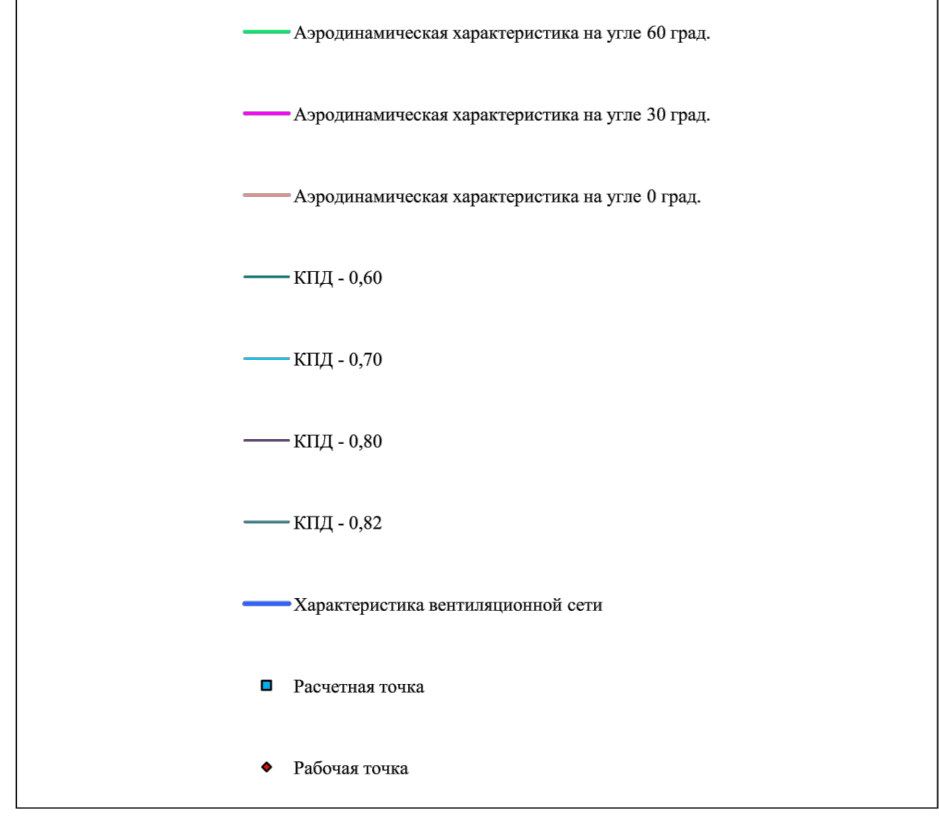 Аэродинамическая характеристика на угле 60 град.
Аэродинамическая характеристика на угле 30 град.
Аэродинамическая характеристика на угле 0 град.
КПД - 0,60
КПД - 0,70
КПД - 0,80
КПД - 0,82
Характеристика вентиляционной сети
Расчетная точка
Рабочая точка